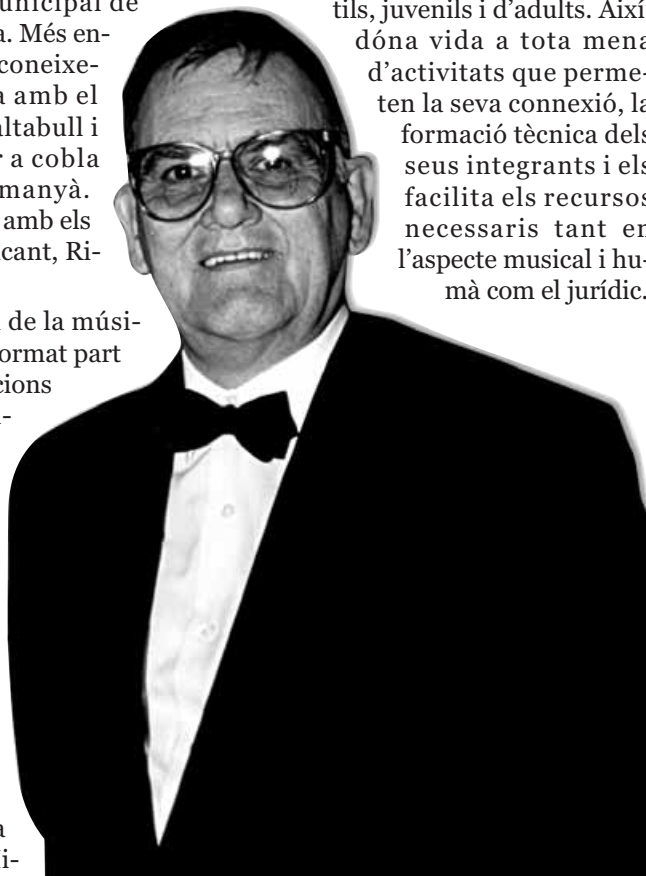 unicipal de
a. Més en-
coneixe-
a amb el
altabull i
r a cobla
manyà.
amb els
cant, Ri-
de la músi-
ormat part
cions
a
i-
tils, juvenils i d’adults. Així
dóna vida a tota mena
d’activitats que perme-
ten la seva connexió, la
formació tècnica dels
seus integrants i els
facilita els recursos
necessaris tant en
l’aspecte musical i hu-
mà com el jurídic.